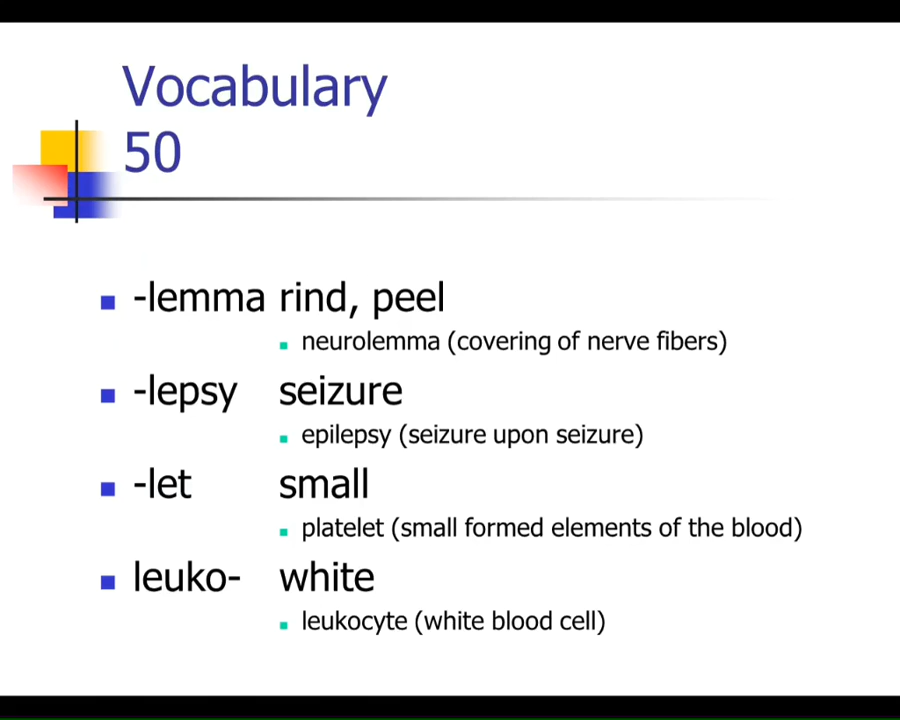 Vocabulary
50
-lemma rind, peel
neurolemma (covering of nerve fibers)
-lepsy seizure
epilepsy (seizure upon seizure)
-let small
platelet (small formed elements of the blood)
leuko- white
leukocyte (white blood cell)